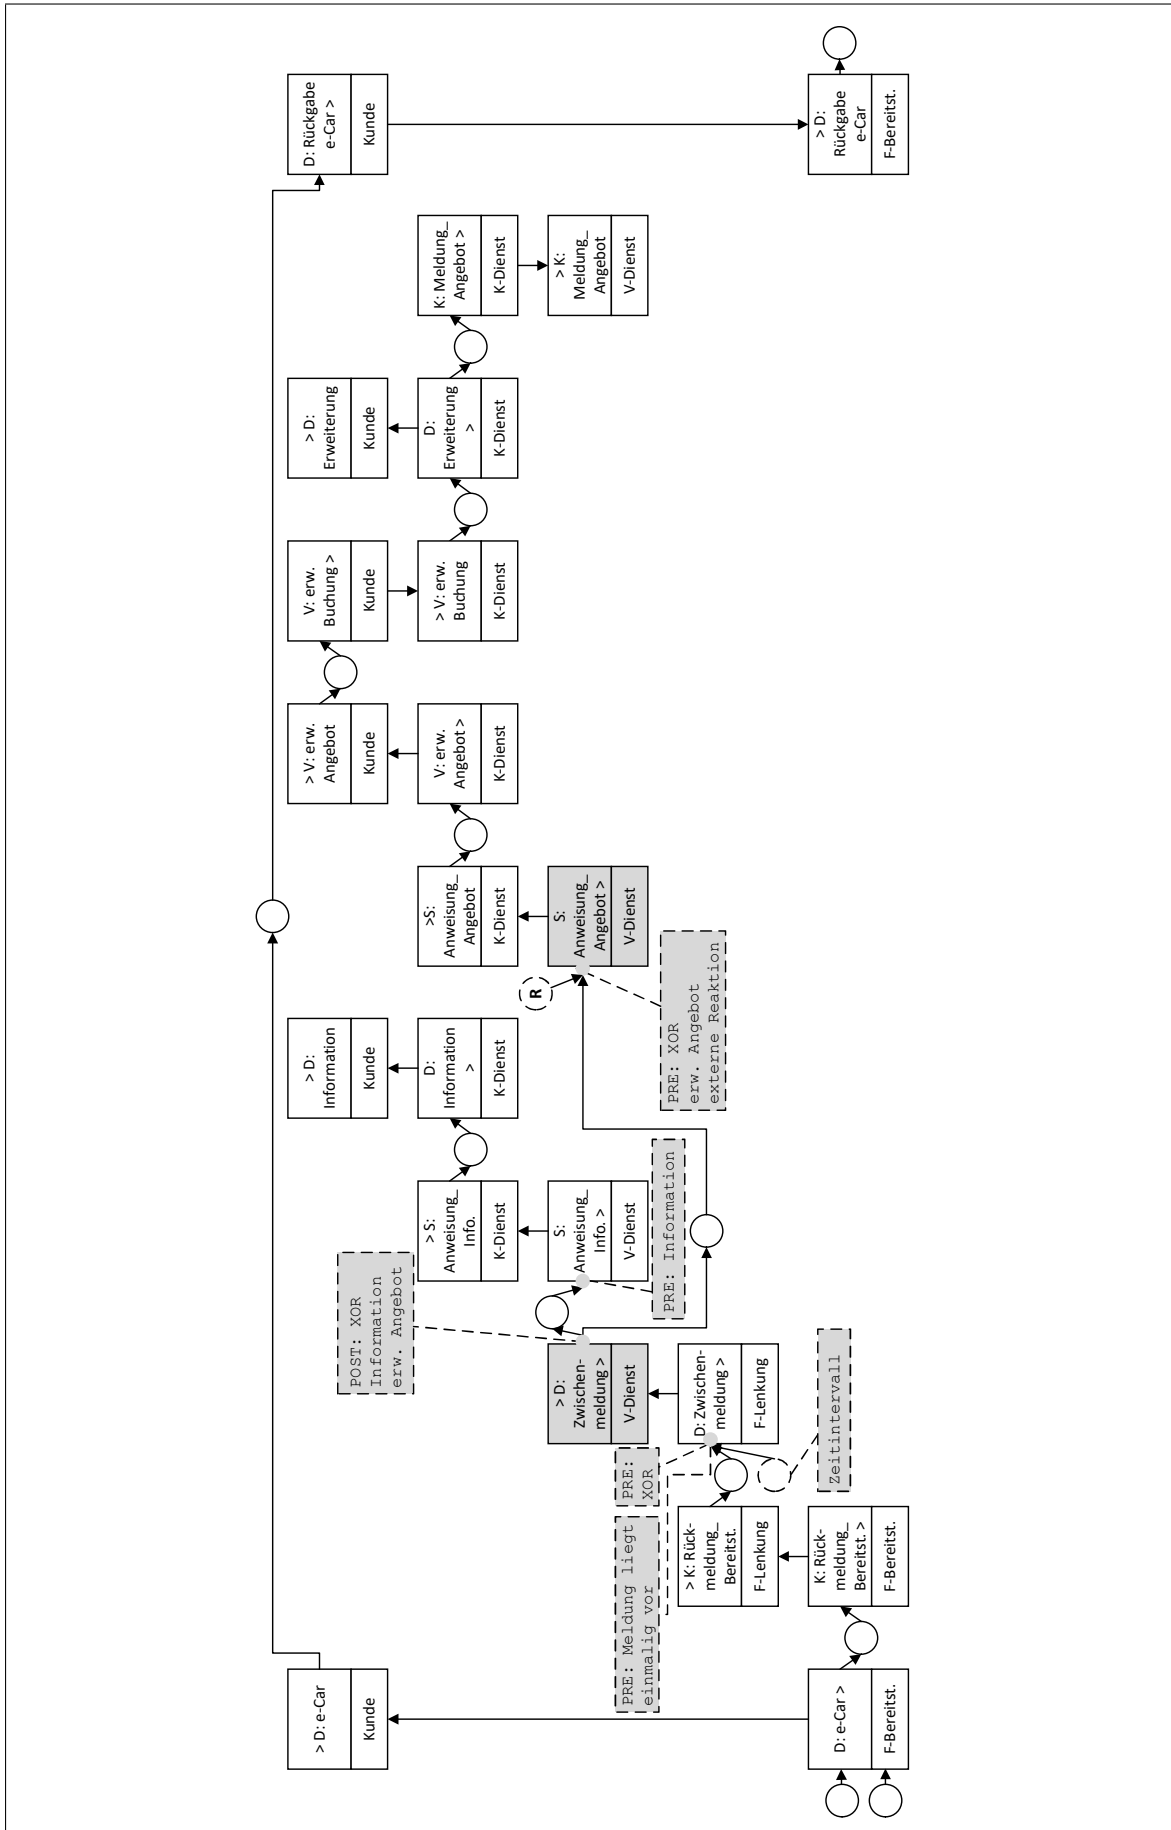 > D: e-Car
Kunde
D: Rückgabe
e-Car >
Kunde
> V: erw.
Angebot
Kunde
V: erw.
Buchung >
Kunde
> D:
Erweiterung
Kunde
> D:
Information
Kunde
POST: XOR
Information
erw. Angebot
> S:
Anweisung_
Info.
K-Dienst
D:
Information
>
K-Dienst
>S:
Anweisung_
Angebot
K-Dienst
V: erw.
Angebot >
K-Dienst
> V: erw.
Buchung
K-Dienst
D:
Erweiterung
>
K-Dienst
K: Meldung_
Angebot >
K-Dienst
R
> D:
Zwischen-
meldung >
V-Dienst
S:
Anweisung_
Info. >
V-Dienst
S:
Anweisung_
Angebot >
V-Dienst
> K:
Meldung_
Angebot
V-Dienst
PRE: Meldung liegt
einmalig vor
PRE:
XOR
PRE: Information
PRE: XOR
erw. Angebot
externe Reaktion
> K: Rück-
meldung_
Bereitst.
F-Lenkung
D: Zwischen-
meldung >
F-Lenkung
Zeitintervall
D: e-Car >
F-Bereitst.
K: Rück-
meldung_
Bereitst. >
F-Bereitst.
> D:
Rückgabe
e-Car
F-Bereitst.